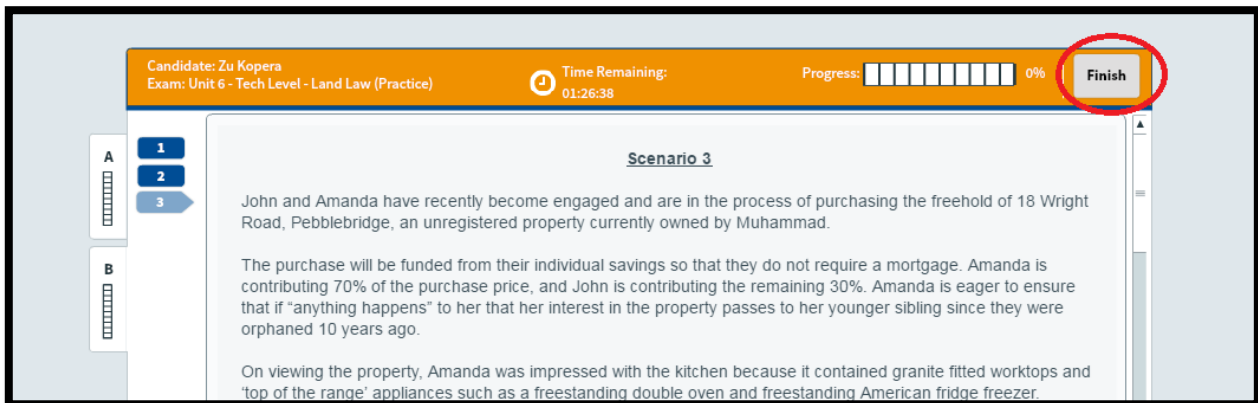 Candidate: Zu Kopera
Exam: Unit 6 - Tech Level - Land Law (Practice)
Time Remaining:
01:26:38
Progress:
0%
Finish
A
B
1
2
3
Scenario 3
John and Amanda have recently become engaged and are in the process of purchasing the freehold of 18 Wright
Road, Pebblebridge, an unregistered property currently owned by Muhammad.
The purchase will be funded from their individual savings so that they do not require a mortgage. Amanda is
contributing 70% of the purchase price, and John is contributing the remaining 30%. Amanda is eager to ensure
that if “anything happens” to her that her interest in the property passes to her younger sibling since they were
orphaned 10 years ago.
On viewing the property, Amanda was impressed with the kitchen because it contained granite fitted worktops and
‘top of the range’ appliances such as a freestanding double oven and freestanding American fridge freezer.